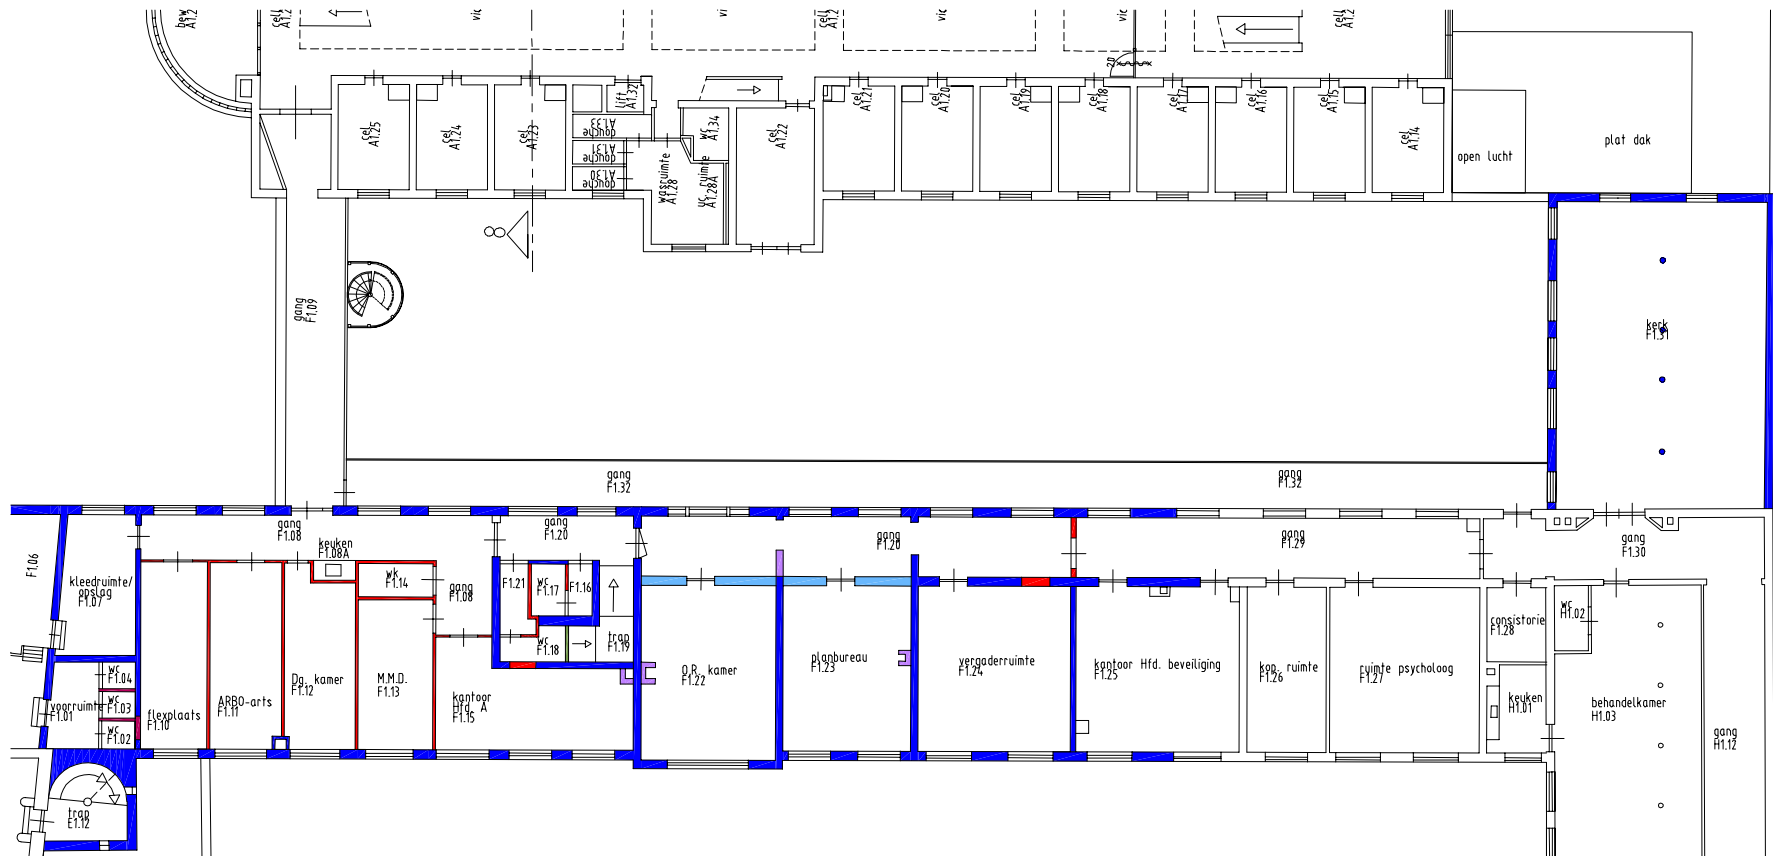 cel
A1.25
cel
A1.24
cel
A1.23
lift
A1.32
douche
A1.33
douche
A1.31
douche
A1.30
wasruimte
A1.28
wc
A1.34
uc ruimte
A1.28A
cel
A1.22
cel
A1.21
cel
A1.20
cel
A1.19
cel
A1.18
cel
A1.17
cel
A1.16
cel
A1.15
cel
A1.14
20
open lucht
plat dak
8
gang
F1.09
kerk
F1.31
gang
F1.32
gang
F1.32
F1.06
kleedruimte/
opslag
F1.07
gang
F1.08
keuken
F1.08A
wk
F1.14
gang
F1.08
gang
F1.20
F1.21
wc
F1.17
F1.16
wc
F1.18
trap
F1.19
gang
F1.20
gang
F1.29
gang
F1.30
voorruimte
F1.01
wc
F1.04
wc
F1.03
wc
F1.02
flexplaats
F1.10
ARBO-arts
F1.11
Dg. kamer
F1.12
M.M.D.
F1.13
kantoor
Hfd. A
F1.15
O.R. kamer
F1.22
planbureau
F1.23
vergaderruimte
F1.24
kantoor Hfd. beveiliging
F1.25
kop. ruimte
F1.26
ruimte psycholoog
F1.27
consistorie
F1.28
wc
H1.02
keuken
H1.01
behandelkamer
H1.03
gang
H1.12
trap
E1.12